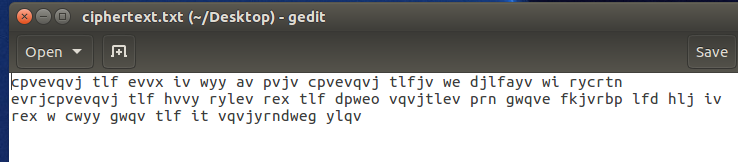 ciphertext.txt (~/Desktop) - gedit
Open Save
cpvevqvj tlf evvx iv wyy av pvjv cpvevqvj tlfjv we djlfayv wi rycrtn
evrjcpvevqvj tlf hvvy rylev rex tlf dpweo vqvjtlev prn gwqve fkjvrbp lfd hlj iv
rex w cwyy gwqv tlf it vqvjyrndweg ylqv